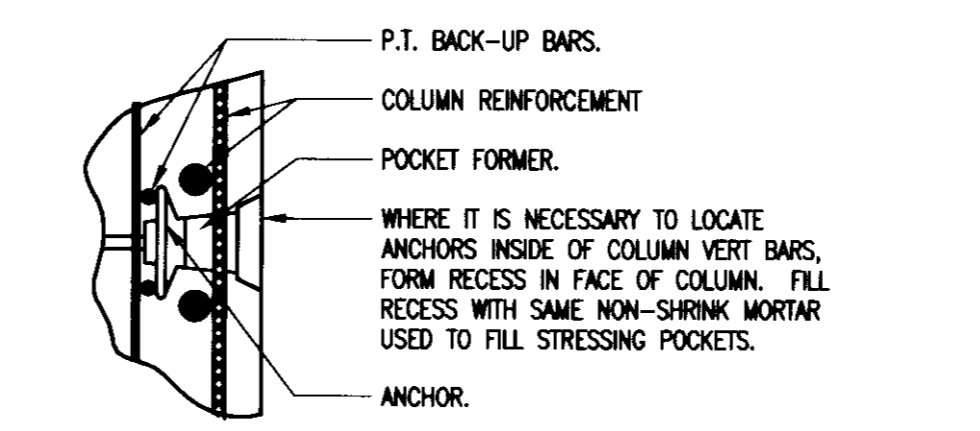 P.T. BACK-UP BARS.
COLUMN REINFORCEMENT
POCKET FORMER.
WHERE IT IS NECESSARY TO LOCATE
ANCHORS INSIDE OF COLUMN VERT BARS,
FORM RECESS IN FACE OF COLUMN. FILL
RECESS WITH SAME NON-SHRINK MORTAR
USED TO FILL STRESSING POCKETS.
ANCHOR.